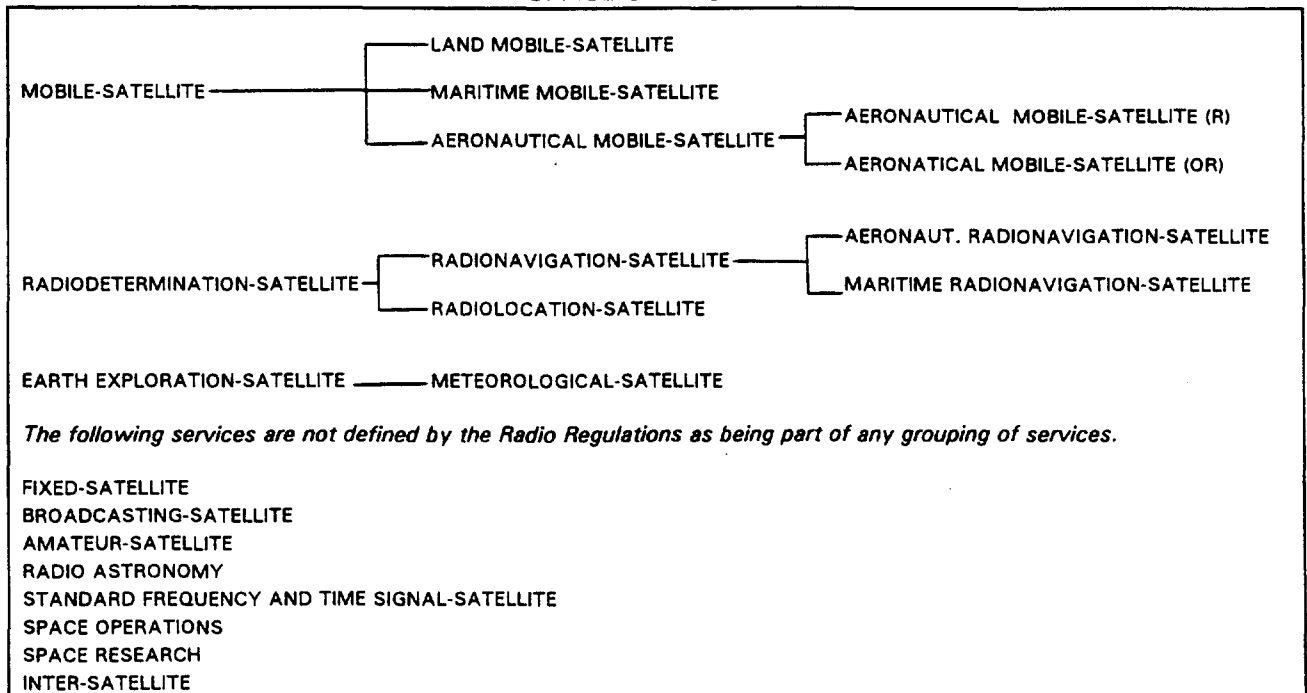 LAND MOBILE-SATELLITE
MOBILE-SATELLITE
MARITIME MOBILE-SATELLITE
AERONAUTICAL MOBILE-SATELLITE
AERONAUTICAL MOBILE-SATELLITE (R)
AERONATICAL MOBILE-SATELLITE (OR)
RADIODETERMINATION-SATELLITE
RADIONAVIGATION-SATELLITE
AERONAUT. RADIONAVIGATION-SATELLITE
MARITIME RADIONAVIGATION-SATELLITE
RADIOLOCATION-SATELLITE
EARTH EXPLORATION-SATELLITE
METEOROLOGICAL-SATELLITE
The following services are not defined by the Radio Regulations as being part of any grouping of services.
FIXED-SATELLITE
BROADCASTING-SATELLITE
AMATEUR-SATELLITE
RADIO ASTRONOMY
STANDARD FREQUENCY AND TIME SIGNAL-SATELLITE
SPACE OPERATIONS
SPACE RESEARCH
INTER-SATELLITE